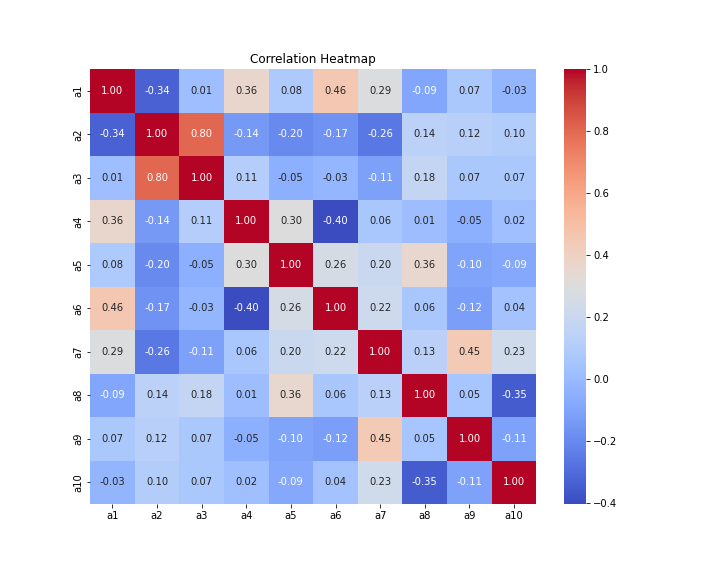 Correlation Heatmap
a1 1.00 -0.34 0.01 0.36 0.08 0.46 0.29 -0.09 0.07 -0.03
a2 -0.34 1.00 0.80 -0.14 -0.20 -0.17 -0.26 0.14 0.12 0.10
a3 0.01 0.80 1.00 0.11 -0.05 -0.03 -0.11 0.18 0.07 0.07
a4 0.36 -0.14 0.11 1.00 0.30 -0.40 0.06 0.01 -0.05 0.02
a5 0.08 -0.20 -0.05 0.30 1.00 0.26 0.20 0.36 -0.10 -0.09
a6 0.46 -0.17 -0.03 -0.40 0.26 1.00 0.22 0.06 -0.12 0.04
a7 0.29 -0.26 -0.11 0.06 0.20 0.22 1.00 0.13 0.45 0.23
a8 -0.09 0.14 0.18 0.01 0.36 0.06 0.13 1.00 0.05 -0.35
a9 0.07 0.12 0.07 -0.05 -0.10 -0.12 0.45 0.05 1.00 -0.11
a10 -0.03 0.10 0.07 0.02 -0.09 0.04 0.23 -0.35 -0.11 1.00
a1 a2 a3 a4 a5 a6 a7 a8 a9 a10
1.0
0.8
0.6
0.4
0.2
0.0
−0.2
−0.4